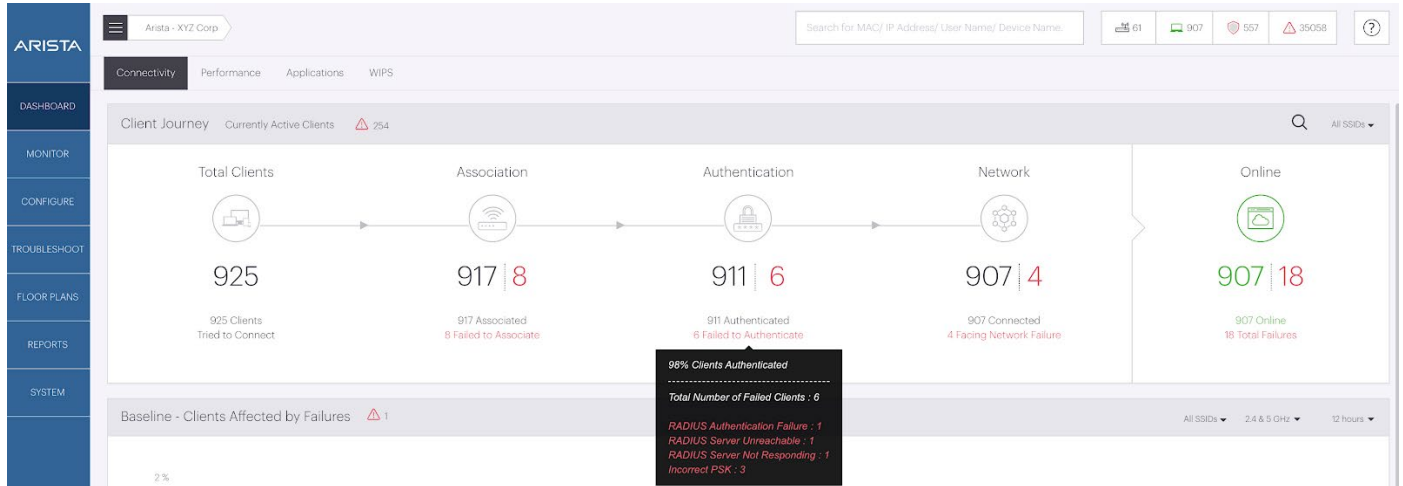 ARISTA
Arista - XYZ Corp
Search for MAC/ IP Address/ User Name/ Device Name.
61
907
557
35058
?
Connectivity
Performance
Applications
WIPS
DASHBOARD
MONITOR
CONFIGURE
TROUBLESHOOT
FLOOR PLANS
REPORTS
SYSTEM
Client Journey
Currently Active Clients
254
All SSIDs
Total Clients
Association
Authentication
Network
Online
925
917 8
911 6
907 4
907 18
925 Clients
Tried to Connect
917 Associated
8 Failed to Associate
911 Authenticated
6 Failed to Authenticate
907 Connected
4 Facing Network Failure
907 Online
18 Total Failures
98% Clients Authenticated
Total Number of Failed Clients : 6
RADIUS Authentication Failure : 1
RADIUS Server Unreachable : 1
RADIUS Server Not Responding : 1
Incorrect PSK : 3
Baseline - Clients Affected by Failures
1
All SSIDs
2.4 & 5 GHz
12 hours
2 %